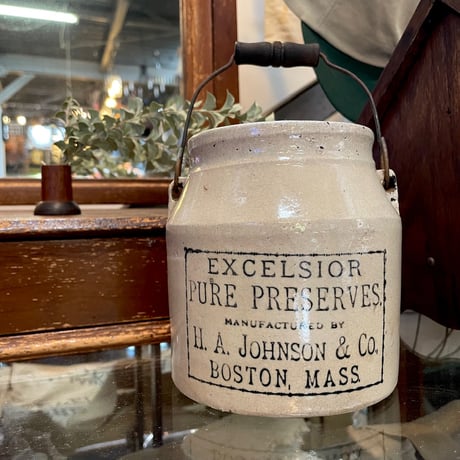 EXCELSIOR
PURE PRESERVES,
MANUFACTURED BY
H. A. JOHNSON & CO.
BOSTON, MASS.